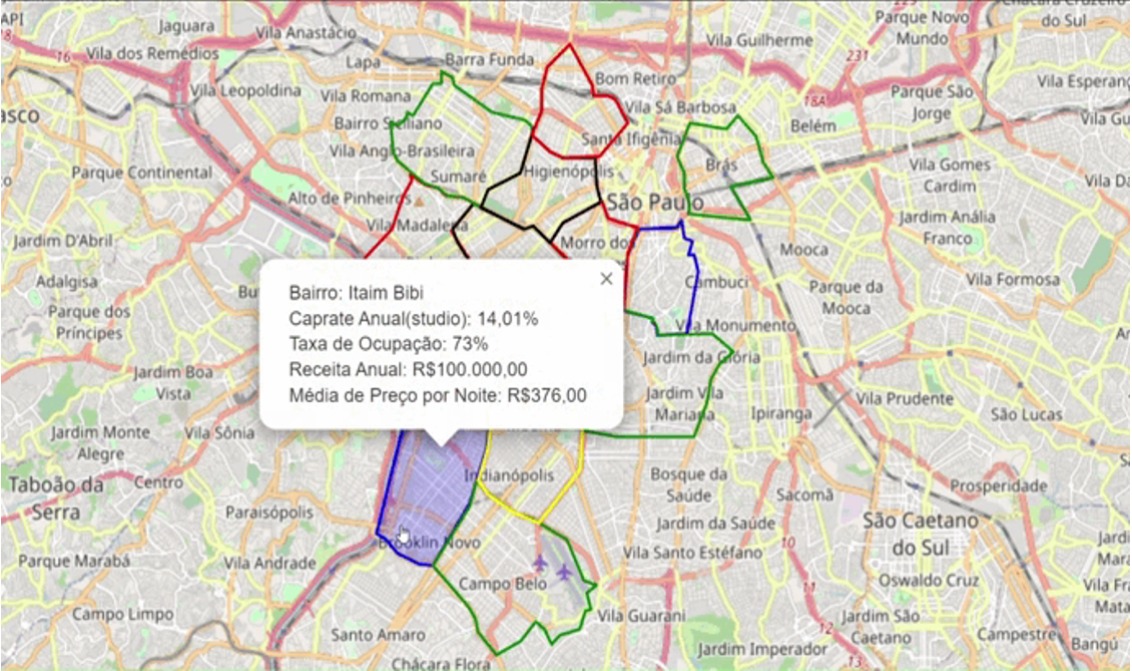 API
Jaguara
Vila Anastácio
Parque Novo
Mundo
Chácara Cruzeiro
do Sul
18
16
Vila dos Remédios
Lapa
Barra Funda
Vila Guilherme
231
Bom Retiro
Vila Leopoldina
Vila Romana
Vila Sá Barbosa
18A
Parque São
Jorge
Vila Esperanç
asco
Bairro Siciliano
Santa Ifigênia
Belém
Vila Gu
Vila Anglo-Brasileira
Brás
Parque Continental
Sumaré
Higienópolis
Vila Gomes
Cardim
Vila Da
Alto de Pinheiros
São Paulo
Vila Madalena
Jardim Anália
Franco
Jardim D'Abril
Morro dos
Mooca
Adalgisa
Bu
Cambuci
Parque da
Mooca
Vila Formosa
Parque dos
Príncipes
Vila Monumento
Bairro: Itaim Bibi
Caprate Anual(studio): 14,01%
Taxa de Ocupação: 73%
Receita Anual: R$100.000,00
Média de Preço por Noite: R$376,00
×
Jardim da Glória
Jardim Boa
Vista
Jardim Vila
Mariana
Ipiranga
Vila Prudente
São Lucas
Jardim Monte
Alegre
Vila Sônia
Indianópolis
Bosque da
Saúde
Taboão da
Serra
Centro
Sacomã
Prosperidade
Paraisópolis
Jardim da Saúde
São Caetano
do Sul
Brooklin Novo
10
Parque Marabá
Vila Andrade
Vila Santo Estéfano
Campo Belo
Oswaldo Cruz
11
Campo Limpo
Vila Guarani
Jardim São
Caetano
Santo Amaro
12
Campestre
Jardim Imperador
Bangú
Chácara Flora
13